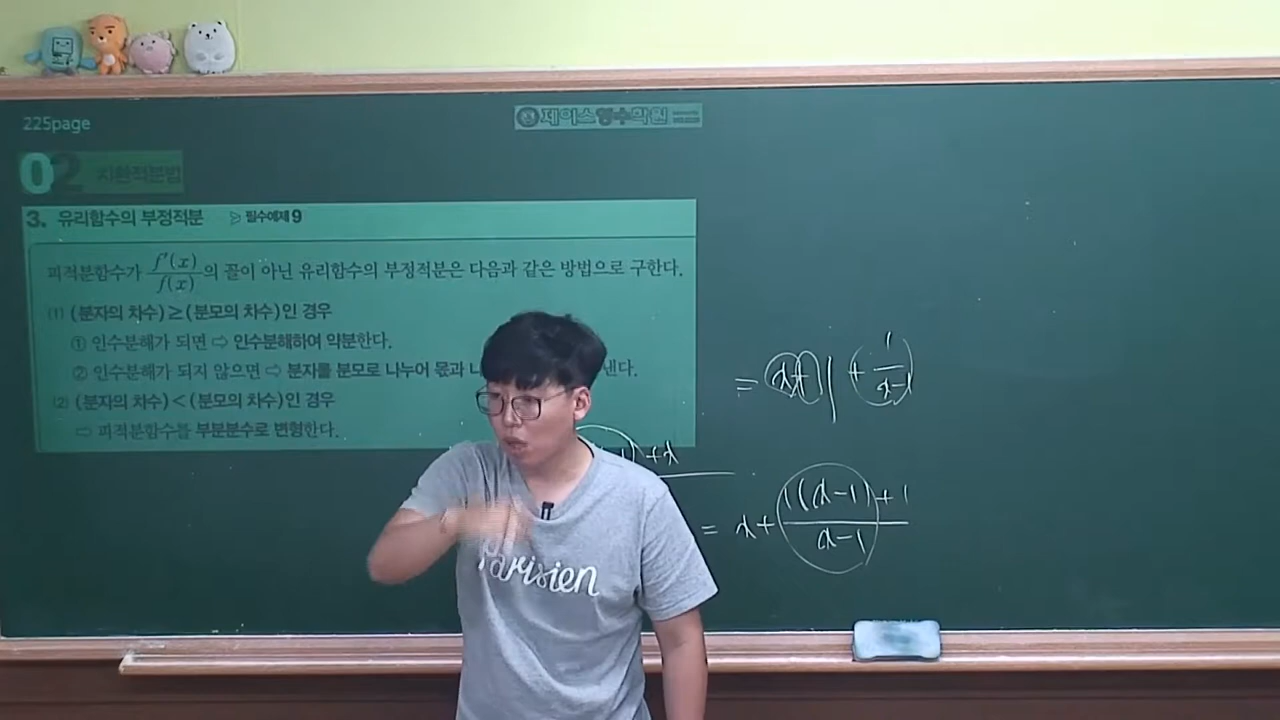 225page
제이스영수학원
02 치환적분법
3. 유리함수의 부정적분 ▷ 필수예제 9
피적분함수가 f'(x)/f(x)의 꼴이 아닌 유리함수의 부정적분은 다음과 같은 방법으로 구한다.
(1) (분자의 차수)≥(분모의 차수)인 경우
① 인수분해가 되면 ⇨ 인수분해하여 약분한다.
② 인수분해가 되지 않으면 ⇨ 분자를 분모로 나누어 몫과 낸다.
(2) (분자의 차수)<(분모의 차수)인 경우
⇨ 피적분함수를 부분분수로 변형한다.
= x+1 + 1/(x-1)
+x
= x + (1(x-1)+1)/(x-1)
Parisien